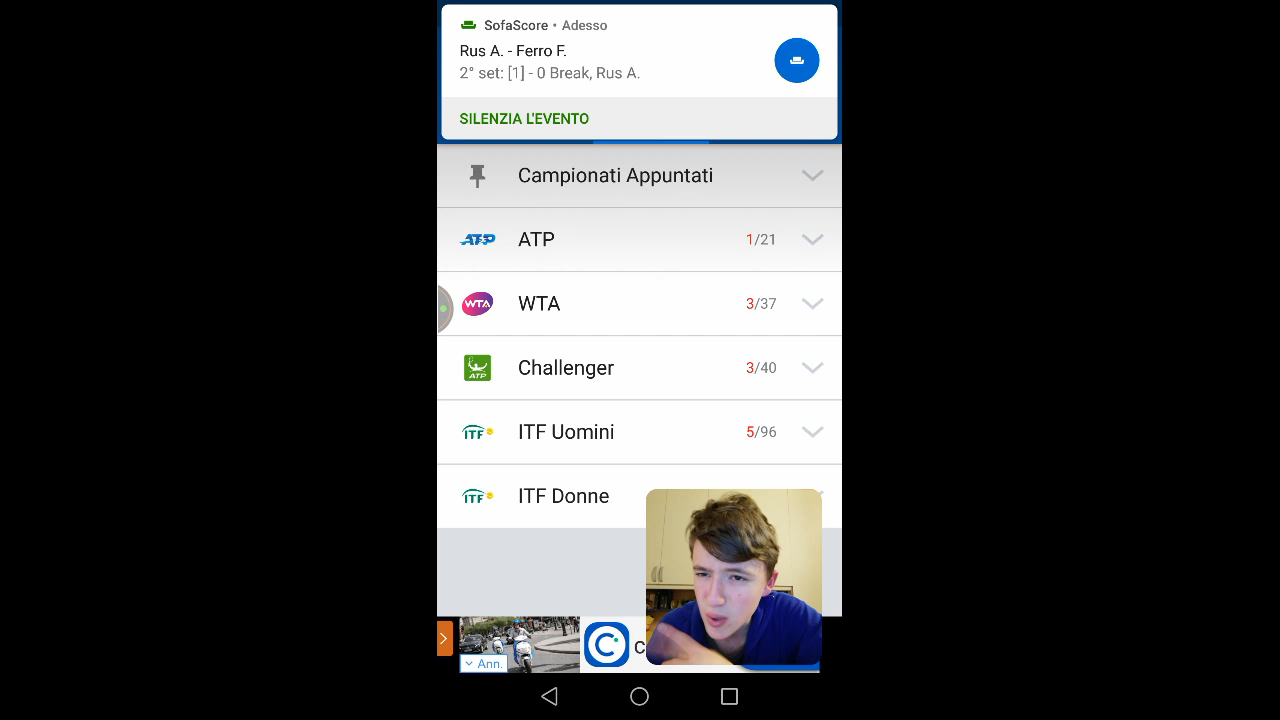 SofaScore • Adesso
Rus A. - Ferro F.
2° set: [1] - 0 Break, Rus A.
SILENZIA L'EVENTO
Campionati Appuntati
ATP ATP 1/21
WTA WTA 3/37
ATP Challenger 3/40
ITF ITF Uomini 5/96
ITF ITF Donne
C C
Ann.